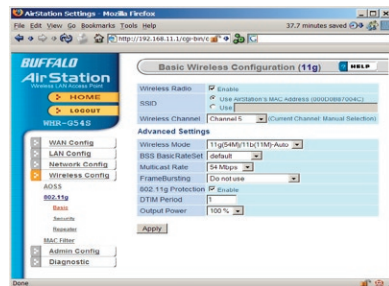 AirStation Settings - Mozilla Firefox
File Edit View Go Bookmarks Tools Help
37.7 minutes saved
http://192.168.11.1/cgi-bin/c
BUFFALO
AirStation
Wireless LAN Access Point
HOME
LOGOUT
WHR-G54S
WAN Config
LAN Config
Network Config
Wireless Config
AOSS
802.11g
Basic
Security
Repeater
MAC Filter
Admin Config
Diagnostic
Basic Wireless Configuration (11g)
HELP
Wireless Radio Enable
SSID Use AirStation's MAC Address (000D0B87004C)
Use
Wireless Channel Channel 5 (Current Channel: Manual Selection)
Advanced Settings
Wireless Mode 11g(54M)/11b(11M)-Auto
BSS BasicRateSet default
Multicast Rate 54 Mbps
FrameBursting Do not use
802.11g Protection Enable
DTIM Period 1
Output Power 100 %
Apply
Done